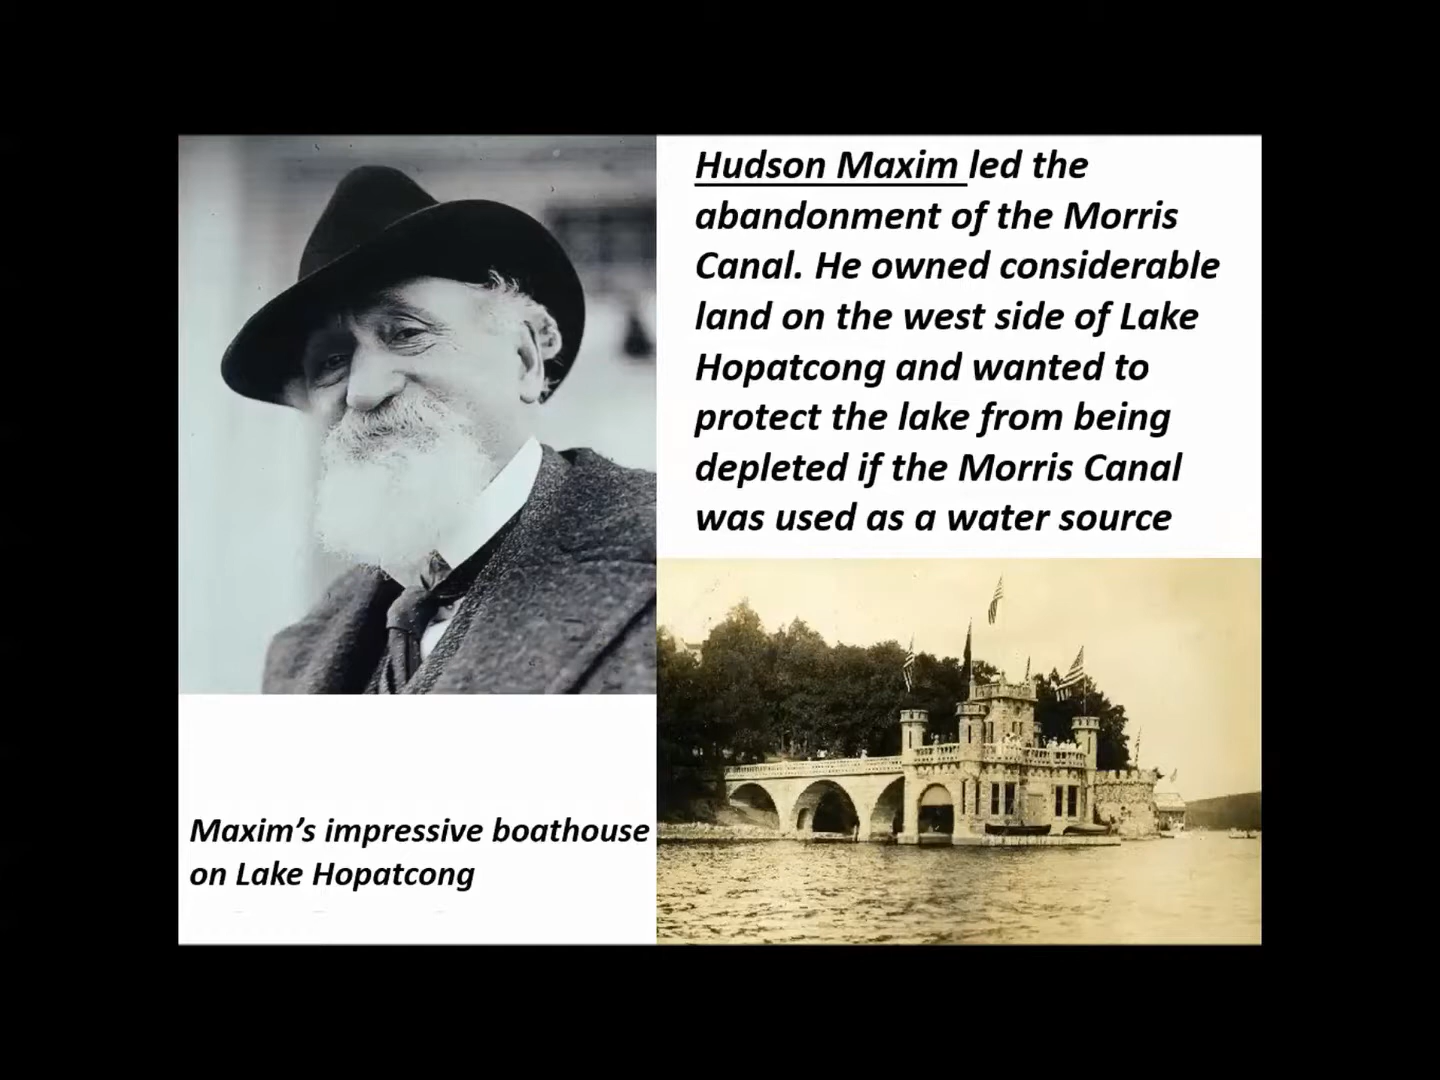 Hudson Maxim led the
abandonment of the Morris
Canal. He owned considerable
land on the west side of Lake
Hopatcong and wanted to
protect the lake from being
depleted if the Morris Canal
was used as a water source
Maxim's impressive boathouse
on Lake Hopatcong